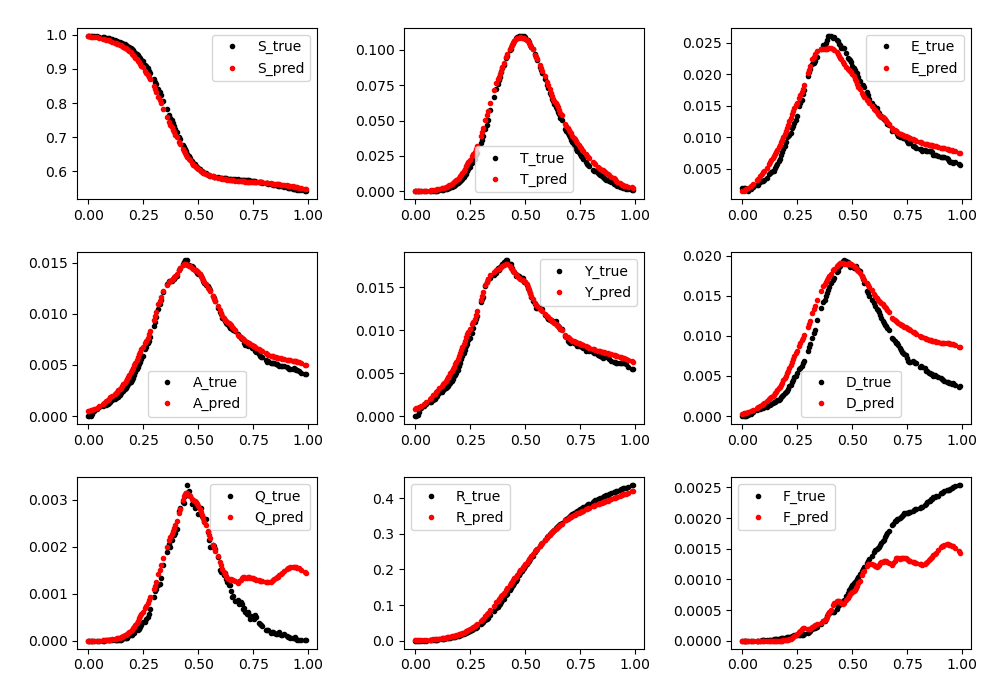 1.0
0.9
0.8
0.7
0.6
S_true
S_pred
0.00 0.25 0.50 0.75 1.00
0.100
0.075
0.050
0.025
0.000
T_true
T_pred
0.00 0.25 0.50 0.75 1.00
0.025
0.020
0.015
0.010
0.005
E_true
E_pred
0.00 0.25 0.50 0.75 1.00
0.015
0.010
0.005
0.000
A_true
A_pred
0.00 0.25 0.50 0.75 1.00
0.015
0.010
0.005
0.000
Y_true
Y_pred
0.00 0.25 0.50 0.75 1.00
0.020
0.015
0.010
0.005
0.000
D_true
D_pred
0.00 0.25 0.50 0.75 1.00
0.003
0.002
0.001
0.000
Q_true
Q_pred
0.00 0.25 0.50 0.75 1.00
0.4
0.3
0.2
0.1
0.0
R_true
R_pred
0.00 0.25 0.50 0.75 1.00
0.0025
0.0020
0.0015
0.0010
0.0005
0.0000
F_true
F_pred
0.00 0.25 0.50 0.75 1.00